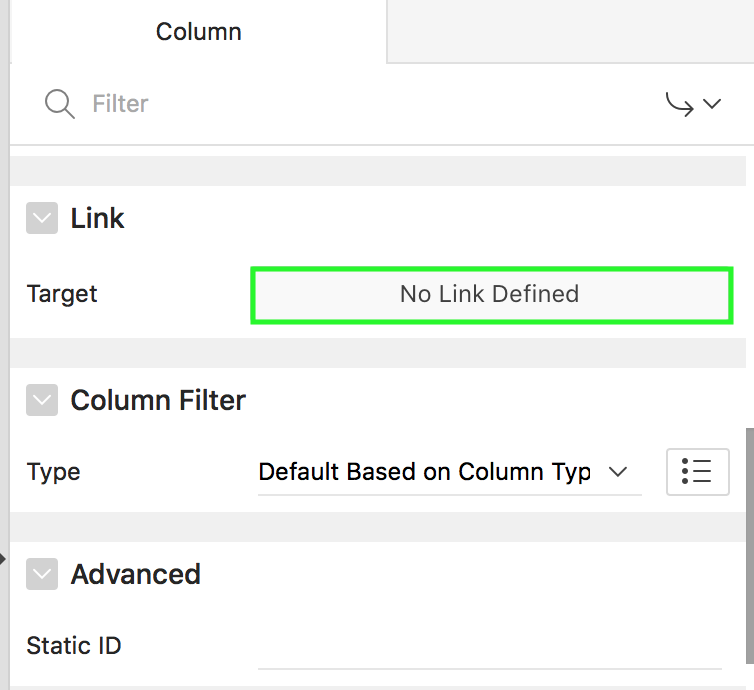 Column
Filter
Link
Target No Link Defined
Column Filter
Type Default Based on Column Typ
Advanced
Static ID